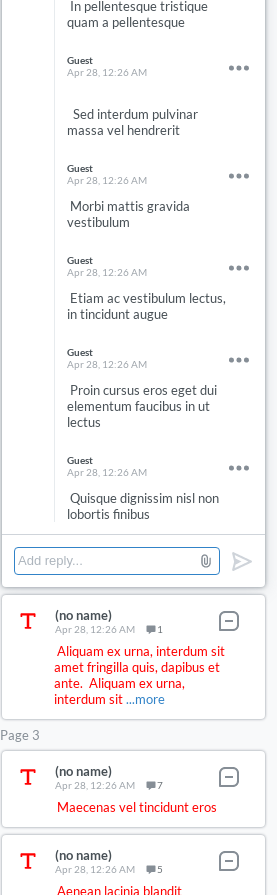 In pellentesque tristique
quam a pellentesque
Guest
Apr 28, 12:26 AM
Sed interdum pulvinar
massa vel hendrerit
Guest
Apr 28, 12:26 AM
Morbi mattis gravida
vestibulum
Guest
Apr 28, 12:26 AM
Etiam ac vestibulum lectus,
in tincidunt augue
Guest
Apr 28, 12:26 AM
Proin cursus eros eget dui
elementum faucibus in ut
lectus
Guest
Apr 28, 12:26 AM
Quisque dignissim nisl non
lobortis finibus
Add reply...
T (no name)
Apr 28, 12:26 AM 1
Aliquam ex urna, interdum sit
amet fringilla quis, dapibus et
ante. Aliquam ex urna,
interdum sit ...more
Page 3
T (no name)
Apr 28, 12:26 AM 7
Maecenas vel tincidunt eros
T (no name)
Apr 28, 12:26 AM 5
Aenean lacinia blandit